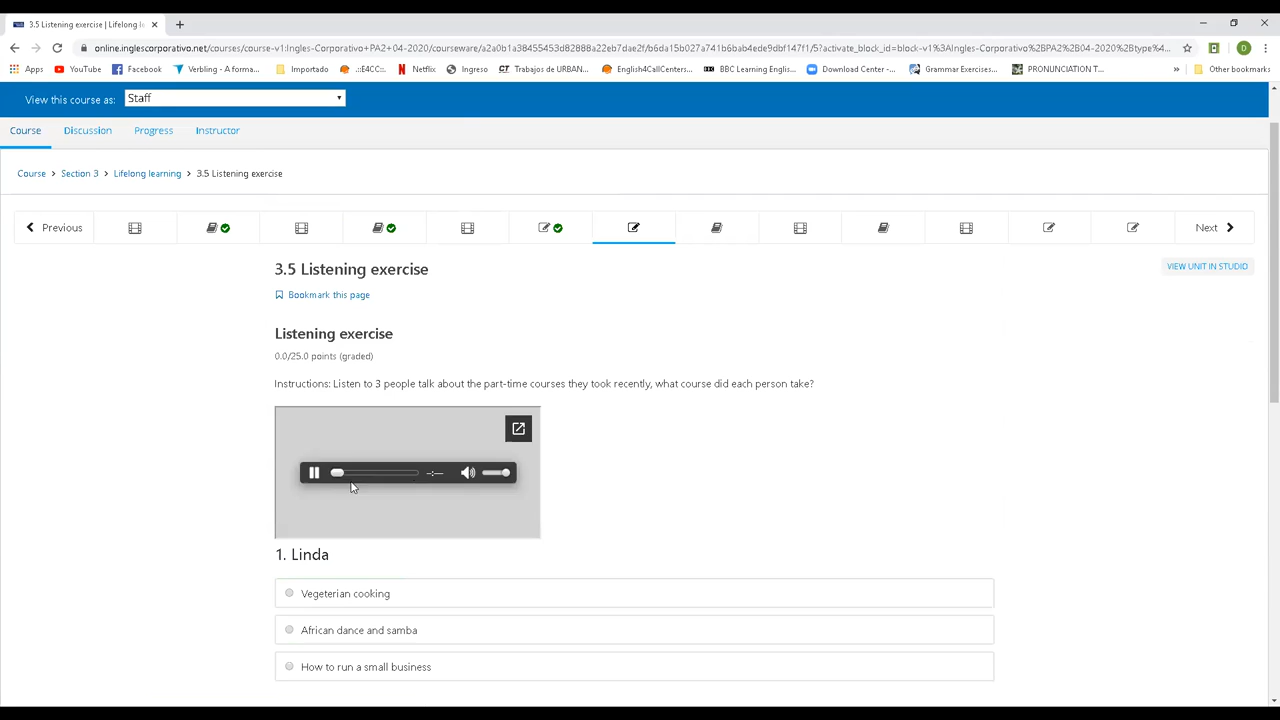 3.5 Listening exercise | Lifelong l
online.inglescorporativo.net/courses/course-v1:Ingles-Corporativo+PA2+04-2020/courseware/a2a0b1a38455453d82888a22eb7dae2f/b6da15b027a741b6bab4ede9dbf147f1/5?activate_block_id=block-v1%3AIngles-Corporativo%2BPA2%2B04-2020%2Btype%4...
D
Apps YouTube Facebook Verbling - A forma... Importado .::E4CC::. Netflix Ingreso Trabajos de URBAN... English4CallCenters... BBC Learning English... Download Center -... Grammar Exercises... PRONUNCIATION T... » Other bookmarks
View this course as: Staff
Course Discussion Progress Instructor
Course > Section 3 > Lifelong learning > 3.5 Listening exercise
Previous Next
3.5 Listening exercise
VIEW UNIT IN STUDIO
Bookmark this page
Listening exercise
0.0/25.0 points (graded)
Instructions: Listen to 3 people talk about the part-time courses they took recently, what course did each person take?
-:--
1. Linda
Vegeterian cooking
African dance and samba
How to run a small business